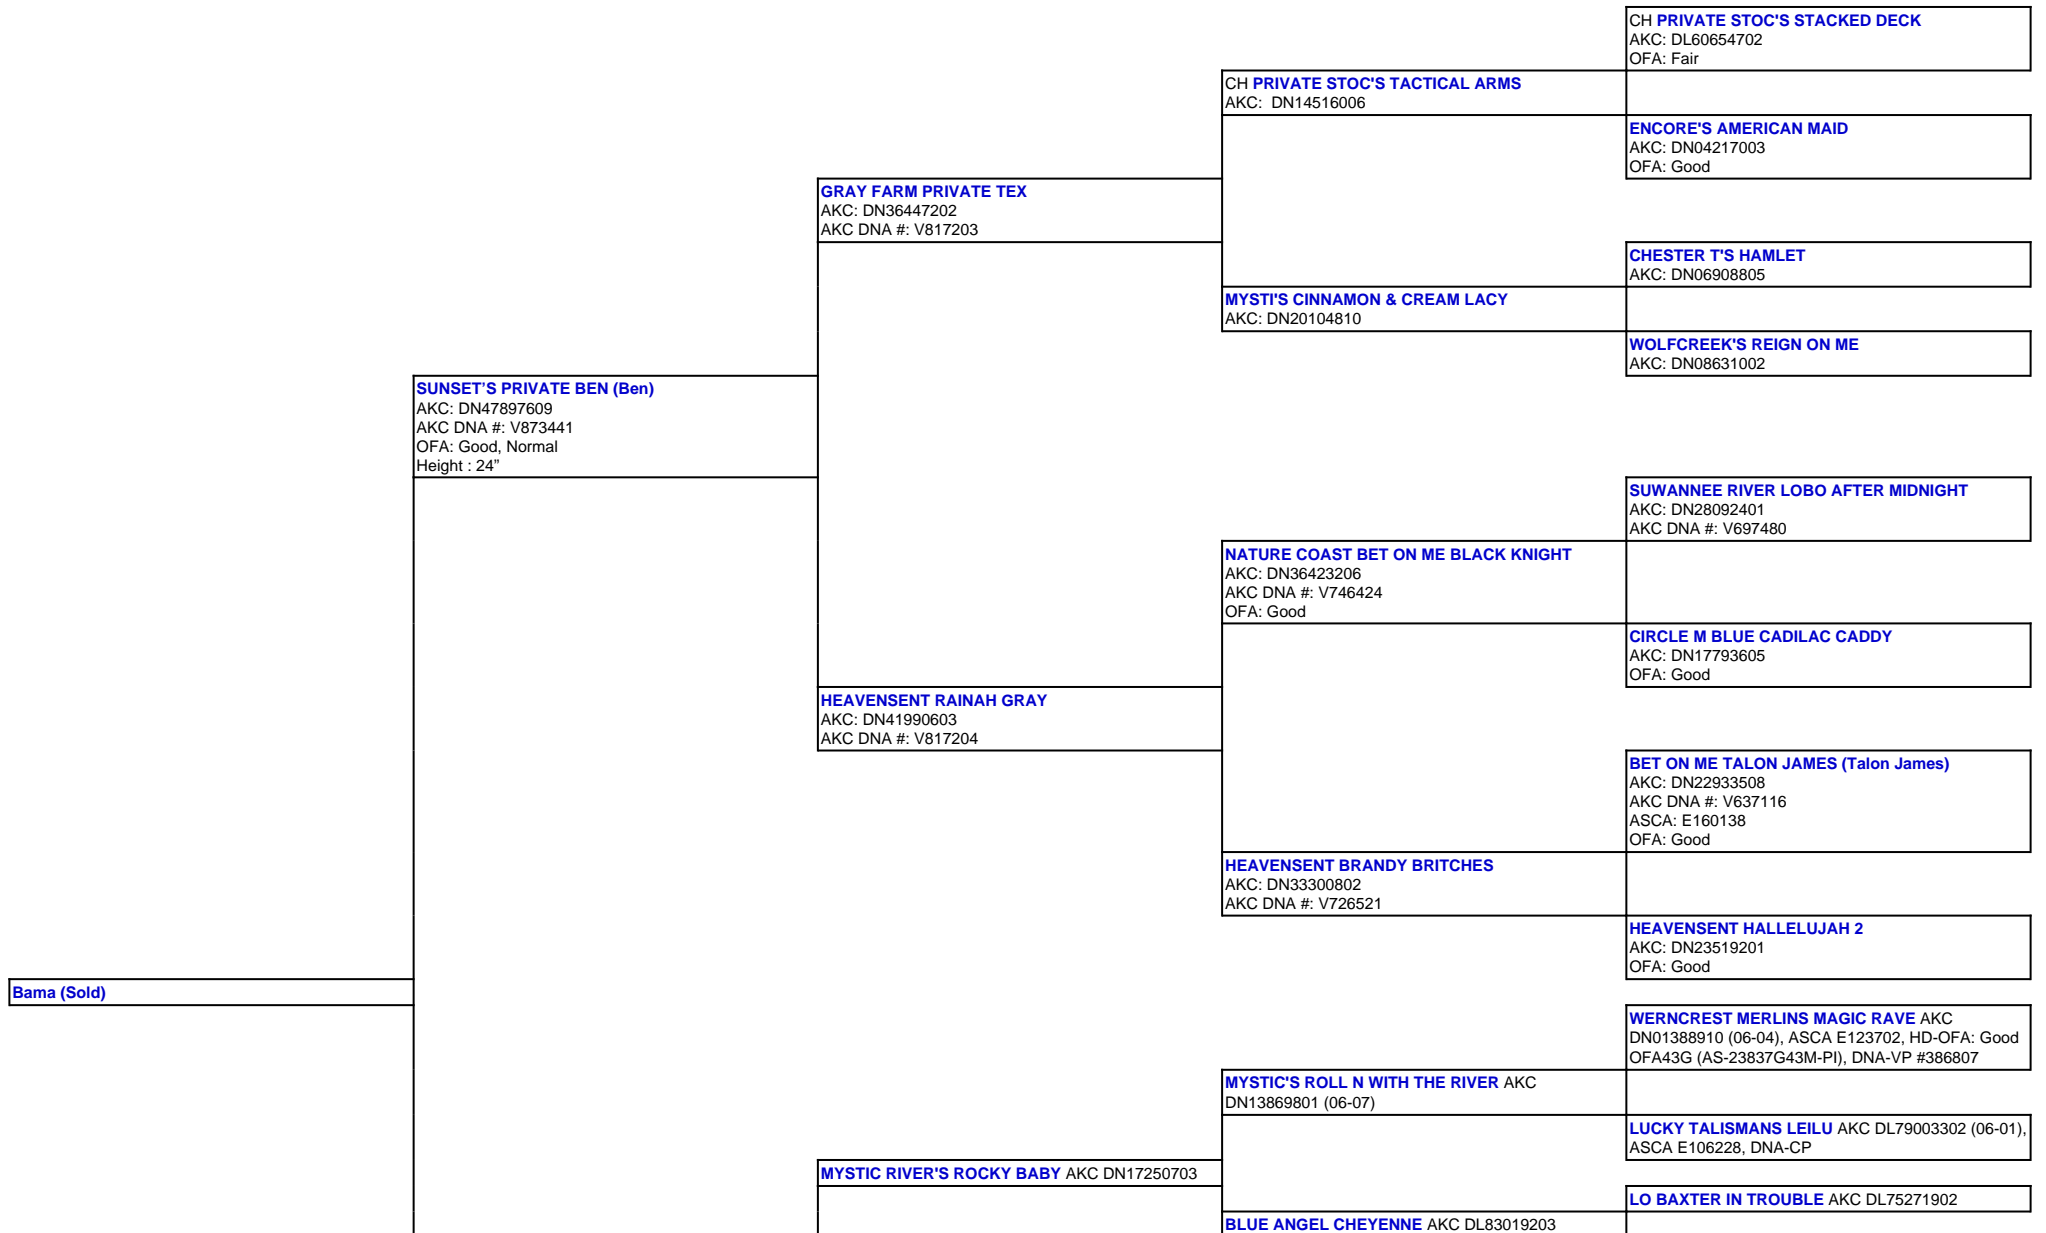 CH PRIVATE STOC'S STACKED DECK
AKC: DL60654702
OFA: Fair
CH PRIVATE STOC'S TACTICAL ARMS
AKC:  DN14516006
ENCORE'S AMERICAN MAID
AKC: DN04217003
OFA: Good
GRAY FARM PRIVATE TEX
AKC: DN36447202
AKC DNA #: V817203
CHESTER T'S HAMLET
AKC: DN06908805
MYSTI'S CINNAMON & CREAM LACY
AKC: DN20104810
WOLFCREEK'S REIGN ON ME
AKC: DN08631002
SUNSET’S PRIVATE BEN (Ben)
AKC: DN47897609
AKC DNA #: V873441
OFA: Good, Normal
Height : 24”
SUWANNEE RIVER LOBO AFTER MIDNIGHT
AKC: DN28092401
AKC DNA #: V697480
NATURE COAST BET ON ME BLACK KNIGHT
AKC: DN36423206
AKC DNA #: V746424
OFA: Good
CIRCLE M BLUE CADILAC CADDY
AKC: DN17793605
OFA: Good
HEAVENSENT RAINAH GRAY
AKC: DN41990603
AKC DNA #: V817204
BET ON ME TALON JAMES (Talon James)
AKC: DN22933508
AKC DNA #: V637116
ASCA: E160138
OFA: Good
HEAVENSENT BRANDY BRITCHES
AKC: DN33300802
AKC DNA #: V726521
HEAVENSENT HALLELUJAH 2
AKC: DN23519201
OFA: Good
Bama (Sold)
WERNCREST MERLINS MAGIC RAVE AKC
DN01388910 (06-04), ASCA E123702, HD-OFA: Good
OFA43G (AS-23837G43M-PI), DNA-VP #386807
MYSTIC'S ROLL N WITH THE RIVER AKC
DN13869801 (06-07)
LUCKY TALISMANS LEILU AKC DL79003302 (06-01),
ASCA E106228, DNA-CP
MYSTIC RIVER'S ROCKY BABY AKC DN17250703
LO BAXTER IN TROUBLE AKC DL75271902
BLUE ANGEL CHEYENNE AKC DL83019203